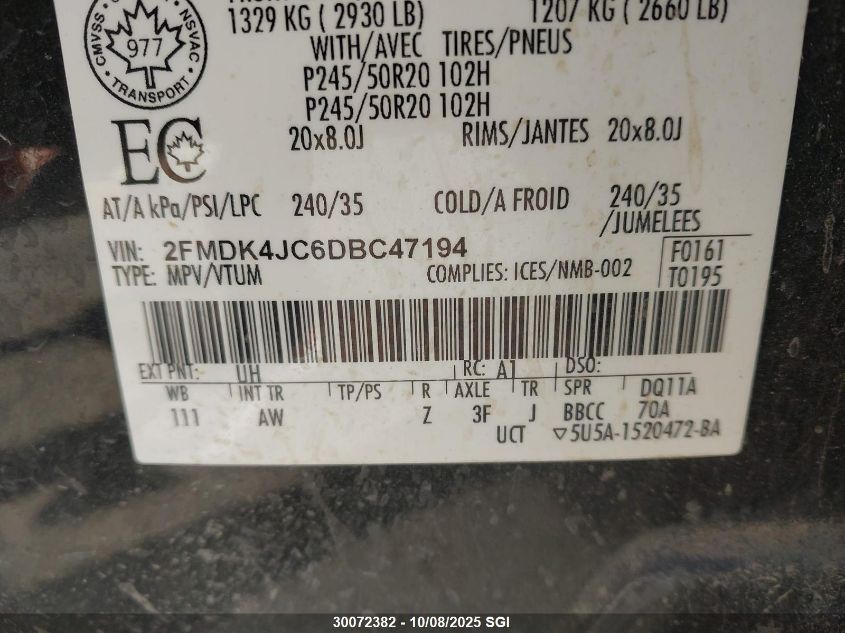 1329 KG ( 2930 LB) 1207 KG ( 2660 LB)
CMVSS NSVAC
977
TRANSPORT
WITH/AVEC TIRES/PNEUS
P245/50R20 102H
P245/50R20 102H
EC
20x8.0J RIMS/JANTES 20x8.0J
AT/A kPa/PSI/LPC 240/35 COLD/A FROID 240/35
/JUMELEES
VIN: 2FMDK4JC6DBC47194 F0161
TYPE: MPV/VTUM COMPLIES: ICES/NMB-002 T0195
EXT PNT: UH RC: A1 DSO:
WB INT TR TP/PS R AXLE TR SPR DQ11A
111 AW Z 3F J BBCC 70A
UCT ▽5U5A-1520472-BA
30072382 - 10/08/2025 SGI